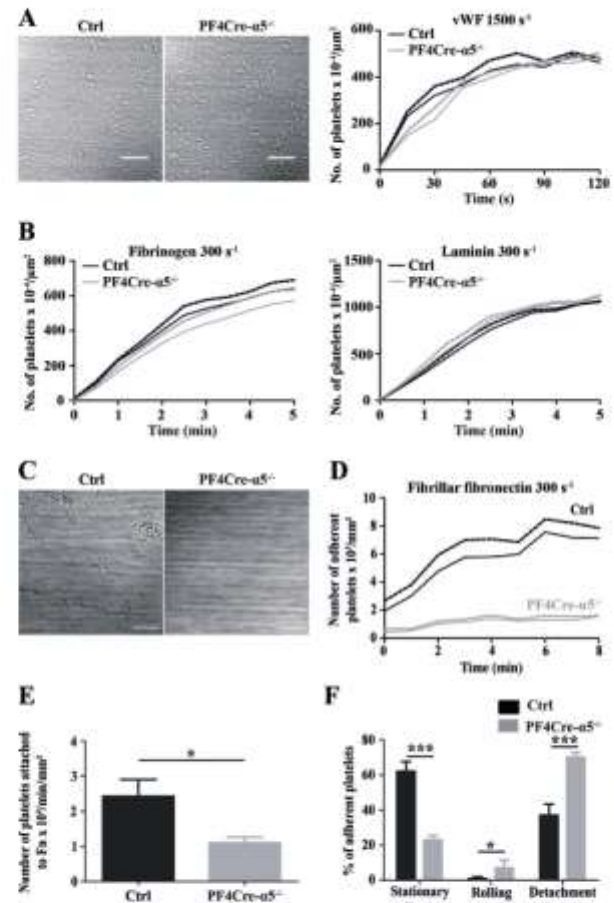 A
Ctrl
PF4Cre-α5⁻/⁻
vWF 1500 s⁻¹
Ctrl
PF4Cre-α5⁻/⁻
No. of platelets x 10⁻⁶/µm²
600
400
200
0
0 30 60 90 120
Time (s)
B
Fibrinogen 300 s⁻¹
Ctrl
PF4Cre-α5⁻/⁻
No. of platelets x 10⁻⁶/µm²
800
600
400
200
0
0 1 2 3 4 5
Time (min)
Laminin 300 s⁻¹
Ctrl
PF4Cre-α5⁻/⁻
No. of platelets x 10⁻⁶/µm²
1500
1000
500
0
0 1 2 3 4 5
Time (min)
C
Ctrl
PF4Cre-α5⁻/⁻
D
Fibrillar fibronectin 300 s⁻¹
Ctrl
PF4Cre-α5⁻/⁻
Number of adherent
platelets x 10³/mm²
10
8
6
4
2
0
0 2 4 6 8
Time (min)
E
Number of platelets attached
to Fn x 10³/min/mm²
4
3
2
1
0
*
Ctrl PF4Cre-α5⁻/⁻
F
Ctrl
PF4Cre-α5⁻/⁻
% of adherent platelets
80
60
40
20
0
***
*
***
Stationary Rolling Detachment